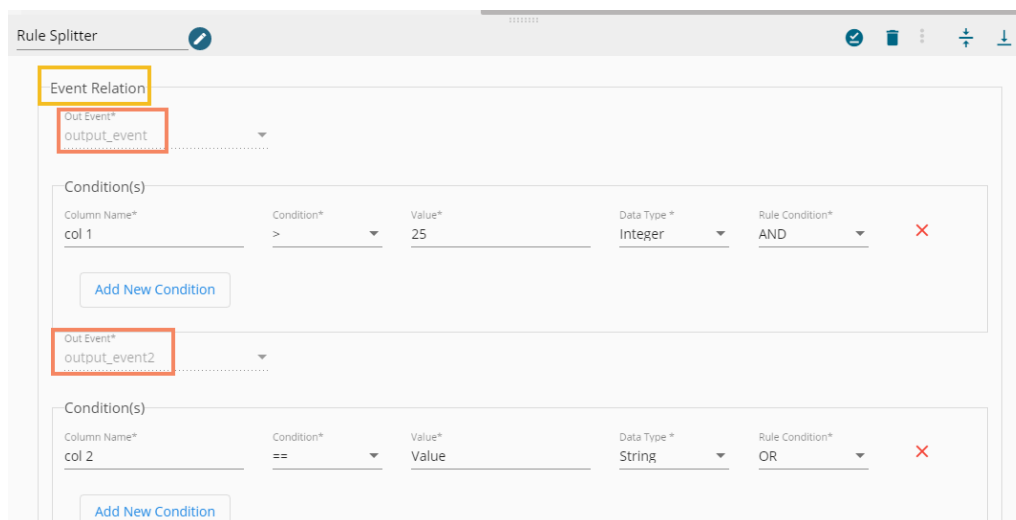 Rule Splitter
Event Relation
Out Event*
output_event
Condition(s)
Column Name* Condition* Value* Data Type * Rule Condition*
col 1 > 25 Integer AND
Add New Condition
Out Event*
output_event2
Condition(s)
Column Name* Condition* Value* Data Type * Rule Condition*
col 2 == Value String OR
Add New Condition